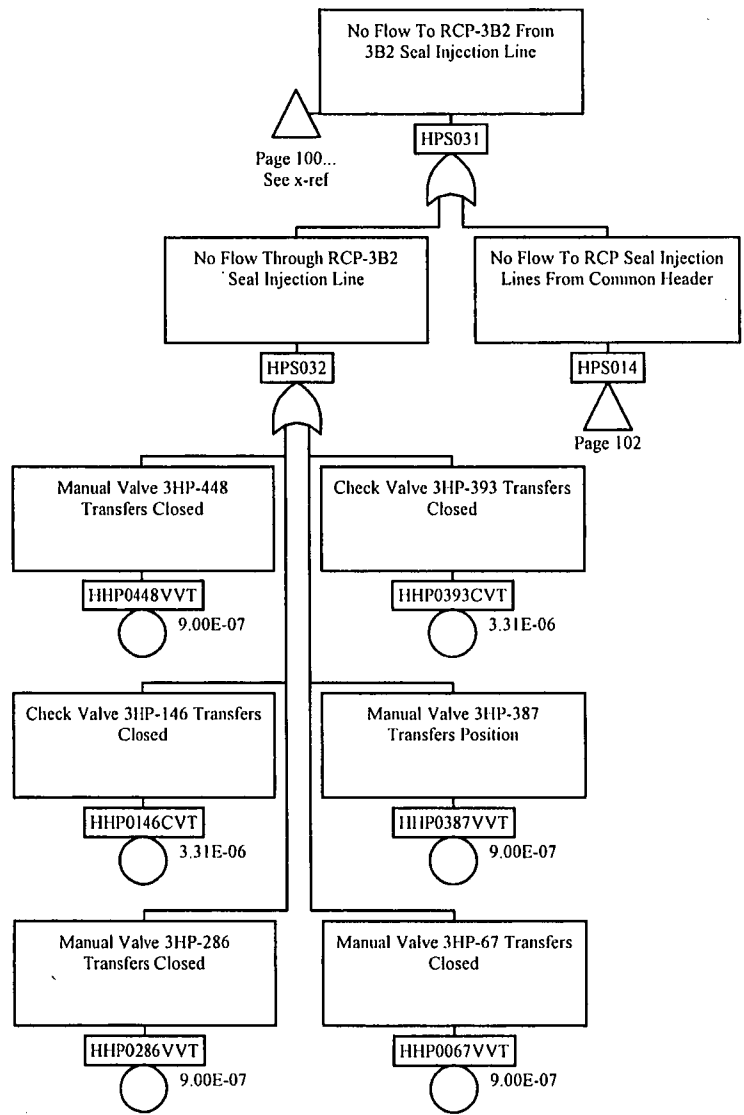 No Flow To RCP-3B2 From
3B2 Seal Injection Line
HPS031
Page 100...
See x-ref
No Flow Through RCP-3B2
Seal Injection Line
HPS032
No Flow To RCP Seal Injection
Lines From Common Header
HPS014
Page 102
Manual Valve 3HP-448
Transfers Closed
HHP0448VVT
9.00E-07
Check Valve 3HP-393 Transfers
Closed
HHP0393CVT
3.31E-06
Check Valve 3HP-146 Transfers
Closed
HHP0146CVT
3.31E-06
Manual Valve 3HP-387
Transfers Position
HHP0387VVT
9.00E-07
Manual Valve 3HP-286
Transfers Closed
HHP0286VVT
9.00E-07
Manual Valve 3HP-67 Transfers
Closed
HHP0067VVT
9.00E-07